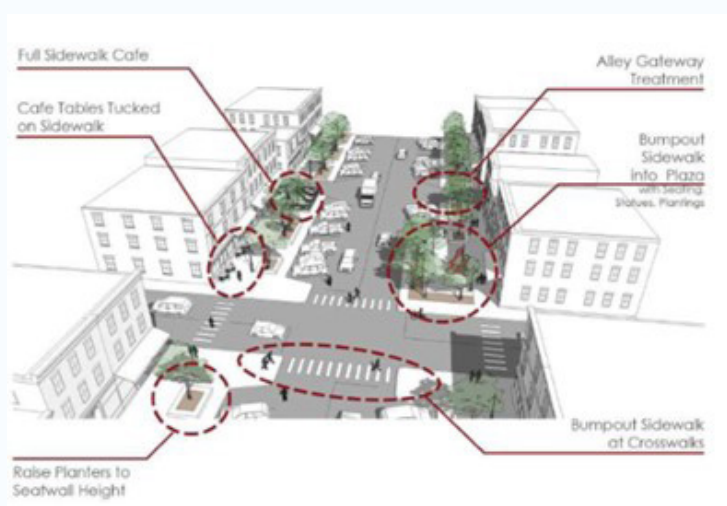 Full Sidewalk Cafe
Cafe Tables Tucked
on Sidewalk
Alley Gateway
Treatment
Bumpout
Sidewalk
into Plaza
with Seating,
Statues, Plantings
Bumpout Sidewalk
at Crosswalks
Raise Planters to
Seatwall Height